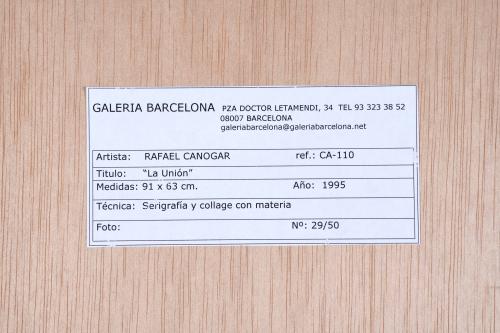 GALERIA BARCELONA PZA DOCTOR LETAMENDI, 34 TEL 93 323 38 52
08007 BARCELONA
galeriabarcelona@galeriabarcelona.net
Artista: RAFAEL CANOGAR ref.: CA-110
Titulo: "La Unión"
Medidas: 91 x 63 cm. Año: 1995
Técnica: Serigrafía y collage con materia
Foto: Nº: 29/50